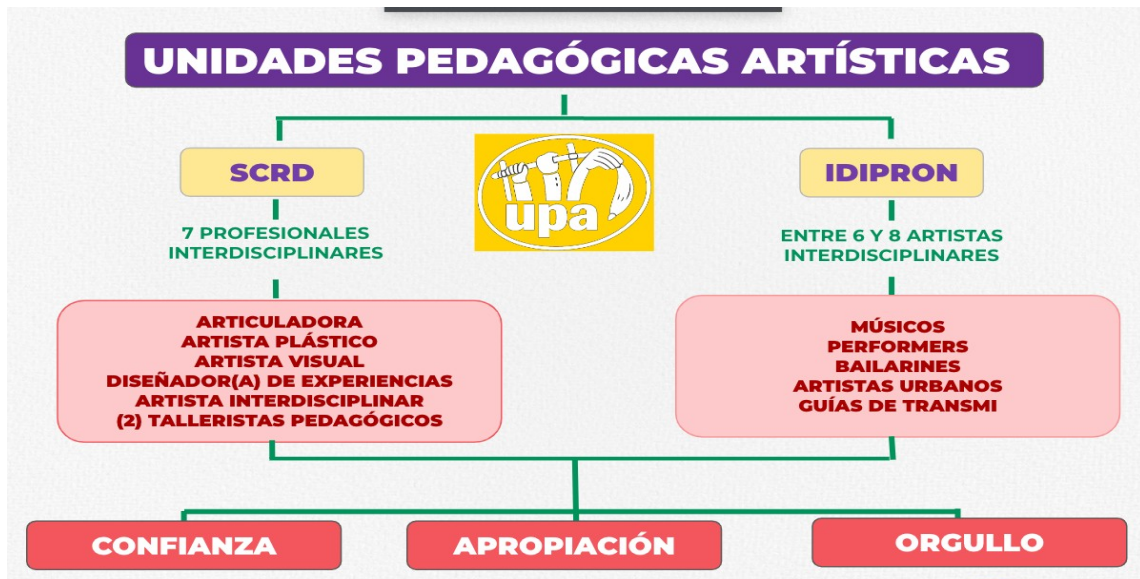 UNIDADES PEDAGÓGICAS ARTÍSTICAS
SCRD
upa
IDIPRON
7 PROFESIONALES
INTERDISCIPLINARES
ENTRE 6 Y 8 ARTISTAS
INTERDISCIPLINARES
ARTICULADORA
ARTISTA PLÁSTICO
ARTISTA VISUAL
DISEÑADOR(A) DE EXPERIENCIAS
ARTISTA INTERDISCIPLINAR
(2) TALLERISTAS PEDAGÓGICOS
MÚSICOS
PERFORMERS
BAILARINES
ARTISTAS URBANOS
GUÍAS DE TRANSMI
CONFIANZA
APROPIACIÓN
ORGULLO